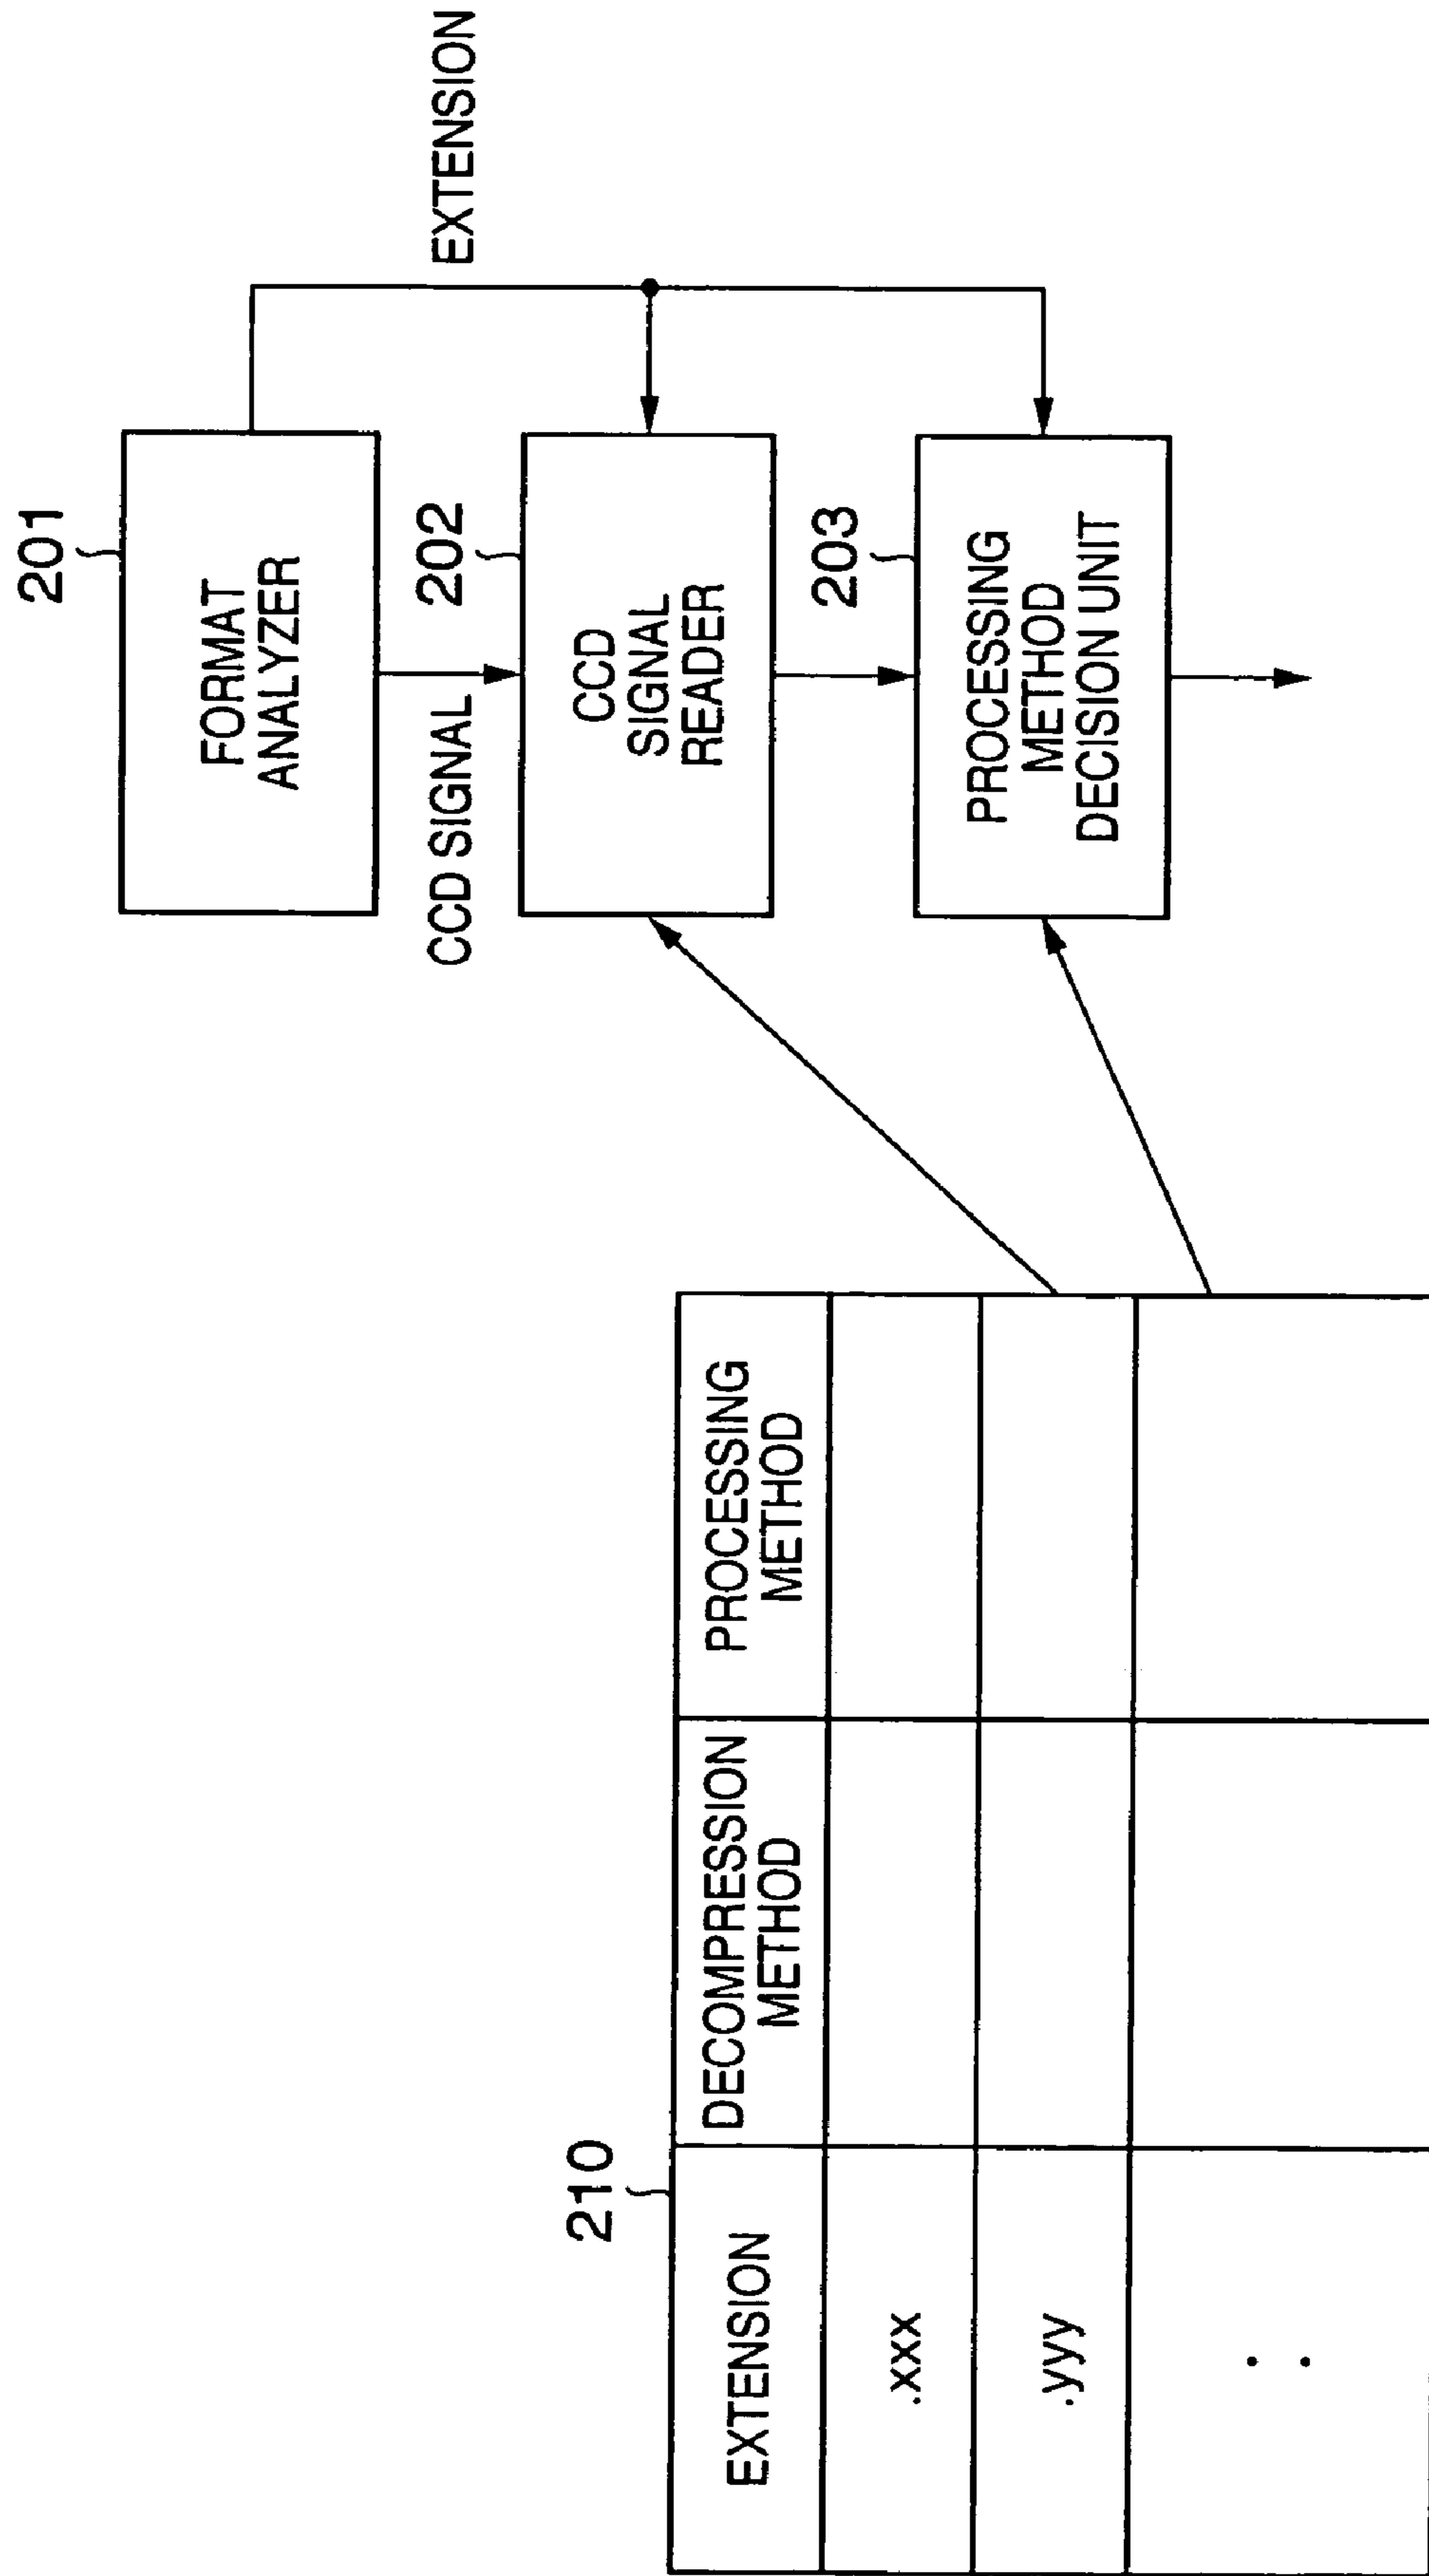 201
FORMAT
ANALYZER
EXTENSION
CCD SIGNAL
202
CCD
SIGNAL
READER
203
PROCESSING
METHOD
DECISION UNIT
210
EXTENSION
DECOMPRESSION
METHOD
PROCESSING
METHOD
.xxx
.yyy
. .